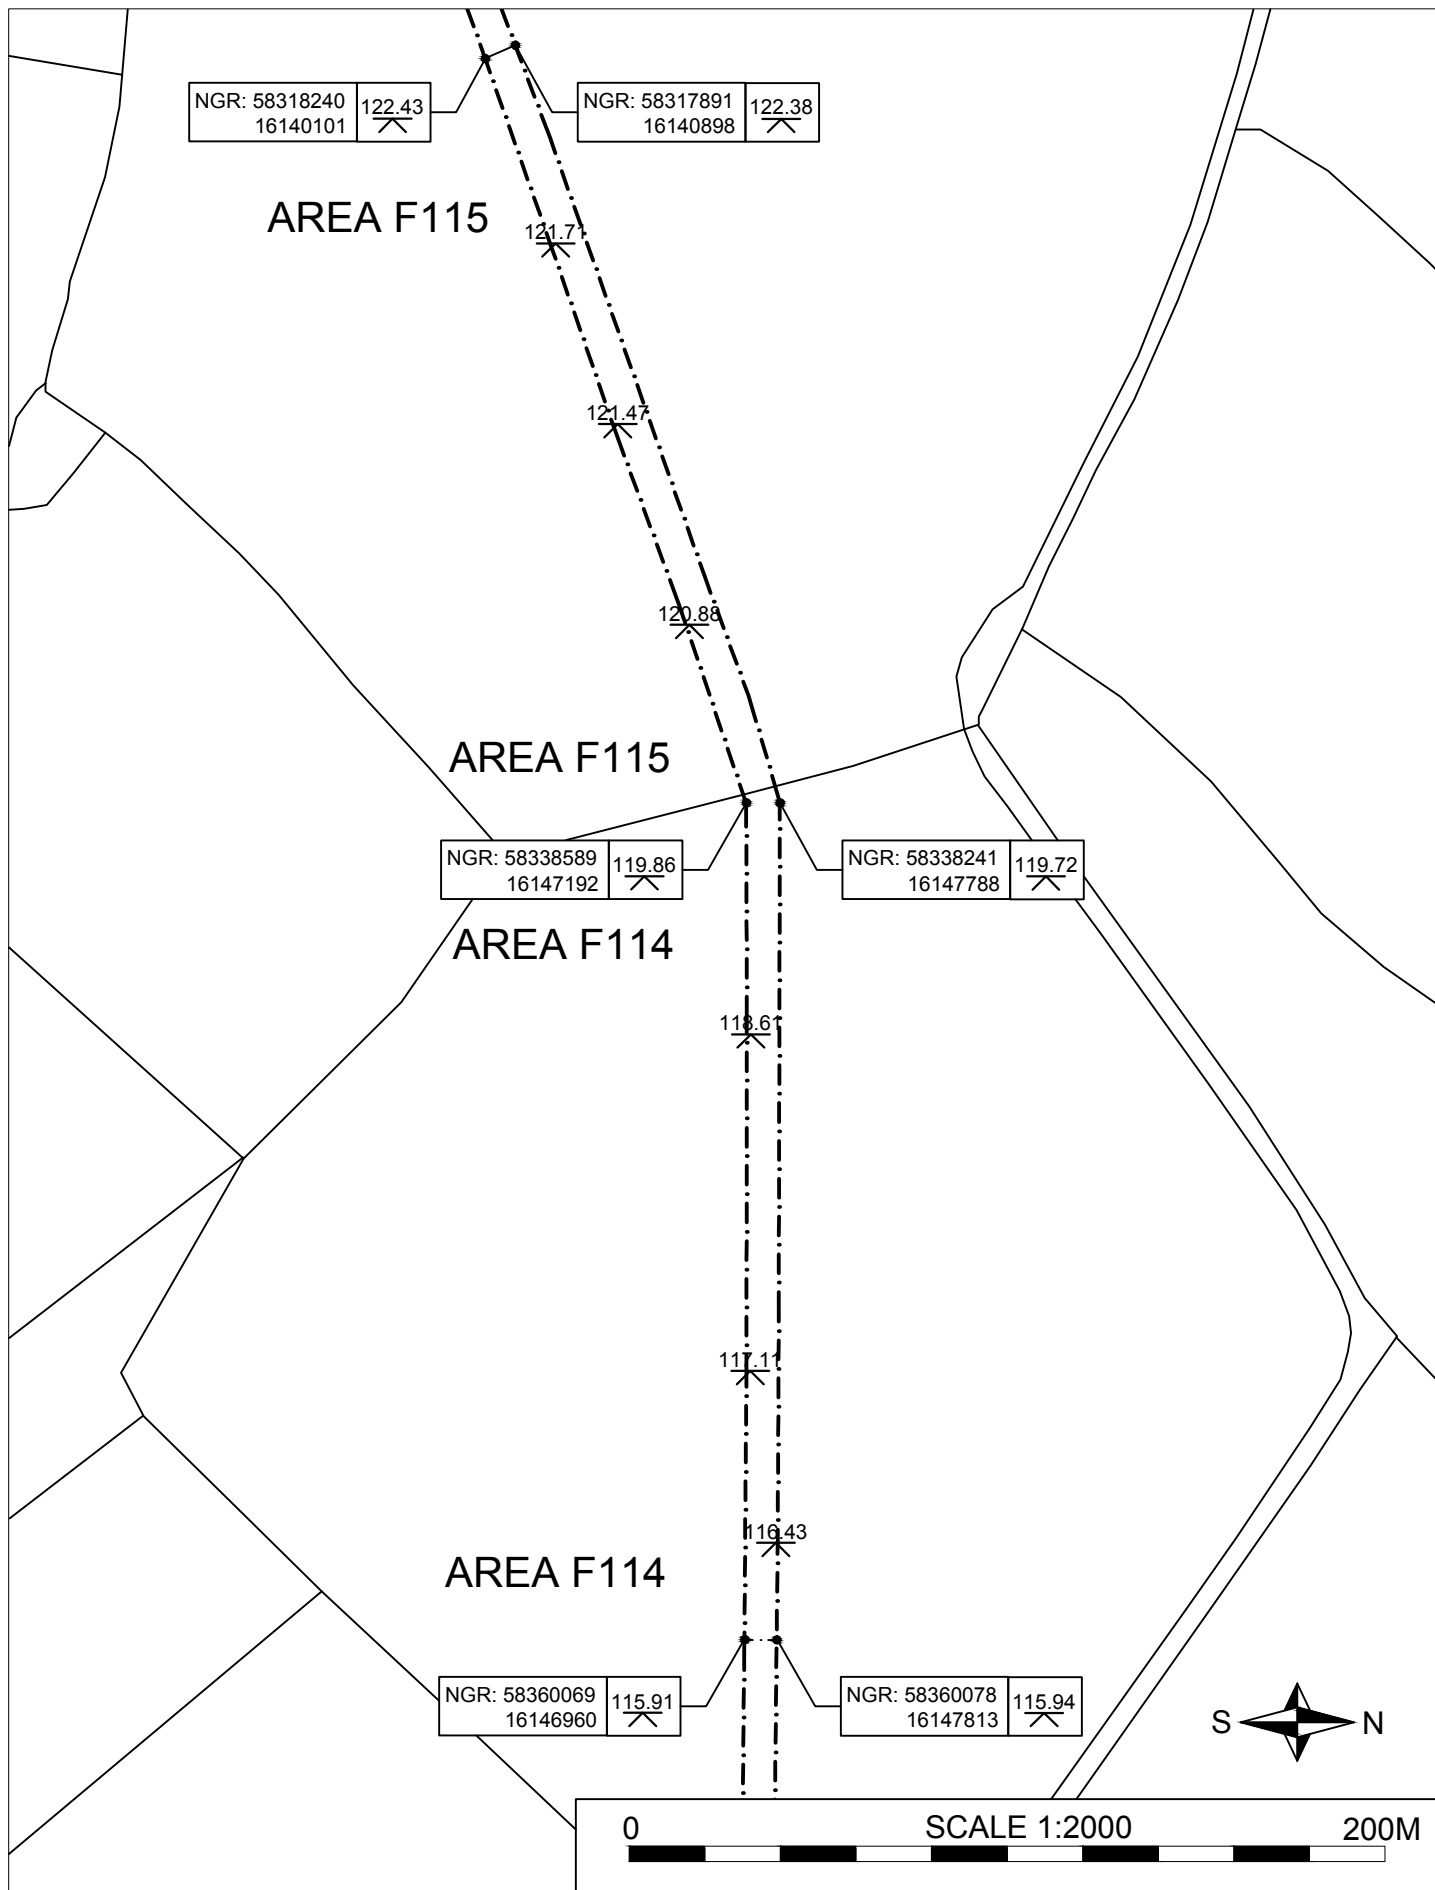 NGR: 58318240
16140101
122.43
NGR: 58317891
16140898
122.38
AREA F115
121.71
121.47
120.88
AREA F115
NGR: 58338589
16147192
119.86
NGR: 58338241
16147788
119.72
AREA F114
118.61
117.11
116.43
AREA F114
NGR: 58360069
16146960
115.91
NGR: 58360078
16147813
115.94
S N
0 SCALE 1:2000 200M